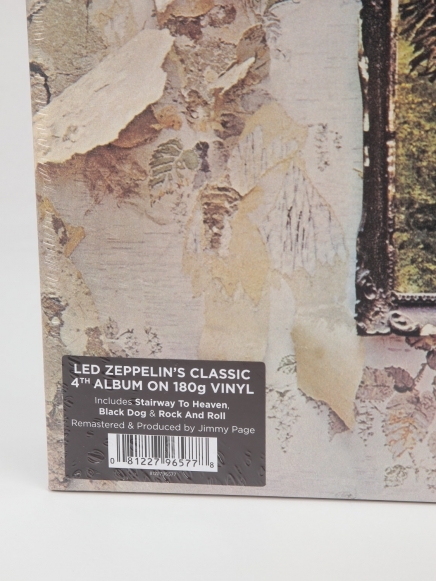 LED ZEPPELIN'S CLASSIC
4TH ALBUM ON 180g VINYL
Includes Stairway To Heaven,
Black Dog & Rock And Roll
Remastered & Produced by Jimmy Page
0 81227 96577 8